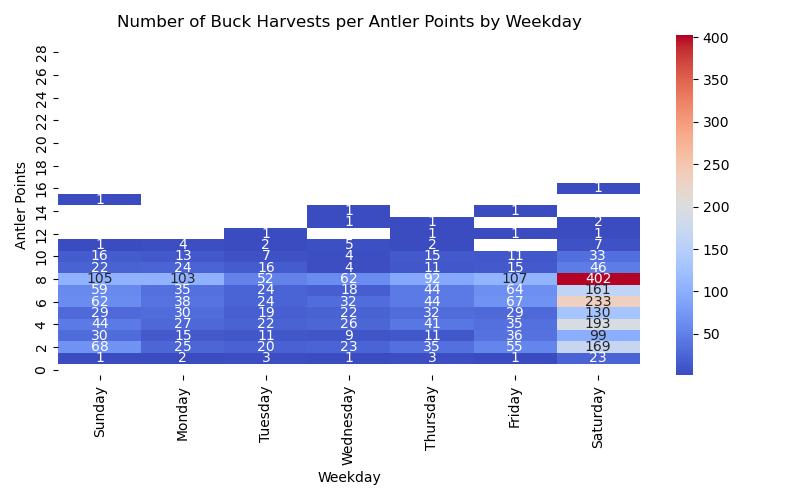 Number of Buck Harvests per Antler Points by Weekday
Antler Points
28
26
24
22
20
18
16 1
1
14 1 1
1 1 2
12 1 1 1 1
1 4 2 5 2 7
10 16 13 7 4 15 11 33
22 24 16 4 11 15 46
8 105 103 52 62 92 107 402
59 35 24 18 44 64 161
6 62 38 24 32 44 67 233
29 30 19 22 32 29 130
4 44 27 22 26 41 35 193
30 15 11 9 11 36 99
2 68 25 20 23 35 55 169
1 2 3 1 3 1 23
0
Sunday Monday Tuesday Wednesday Thursday Friday Saturday
Weekday
400
350
300
250
200
150
100
50